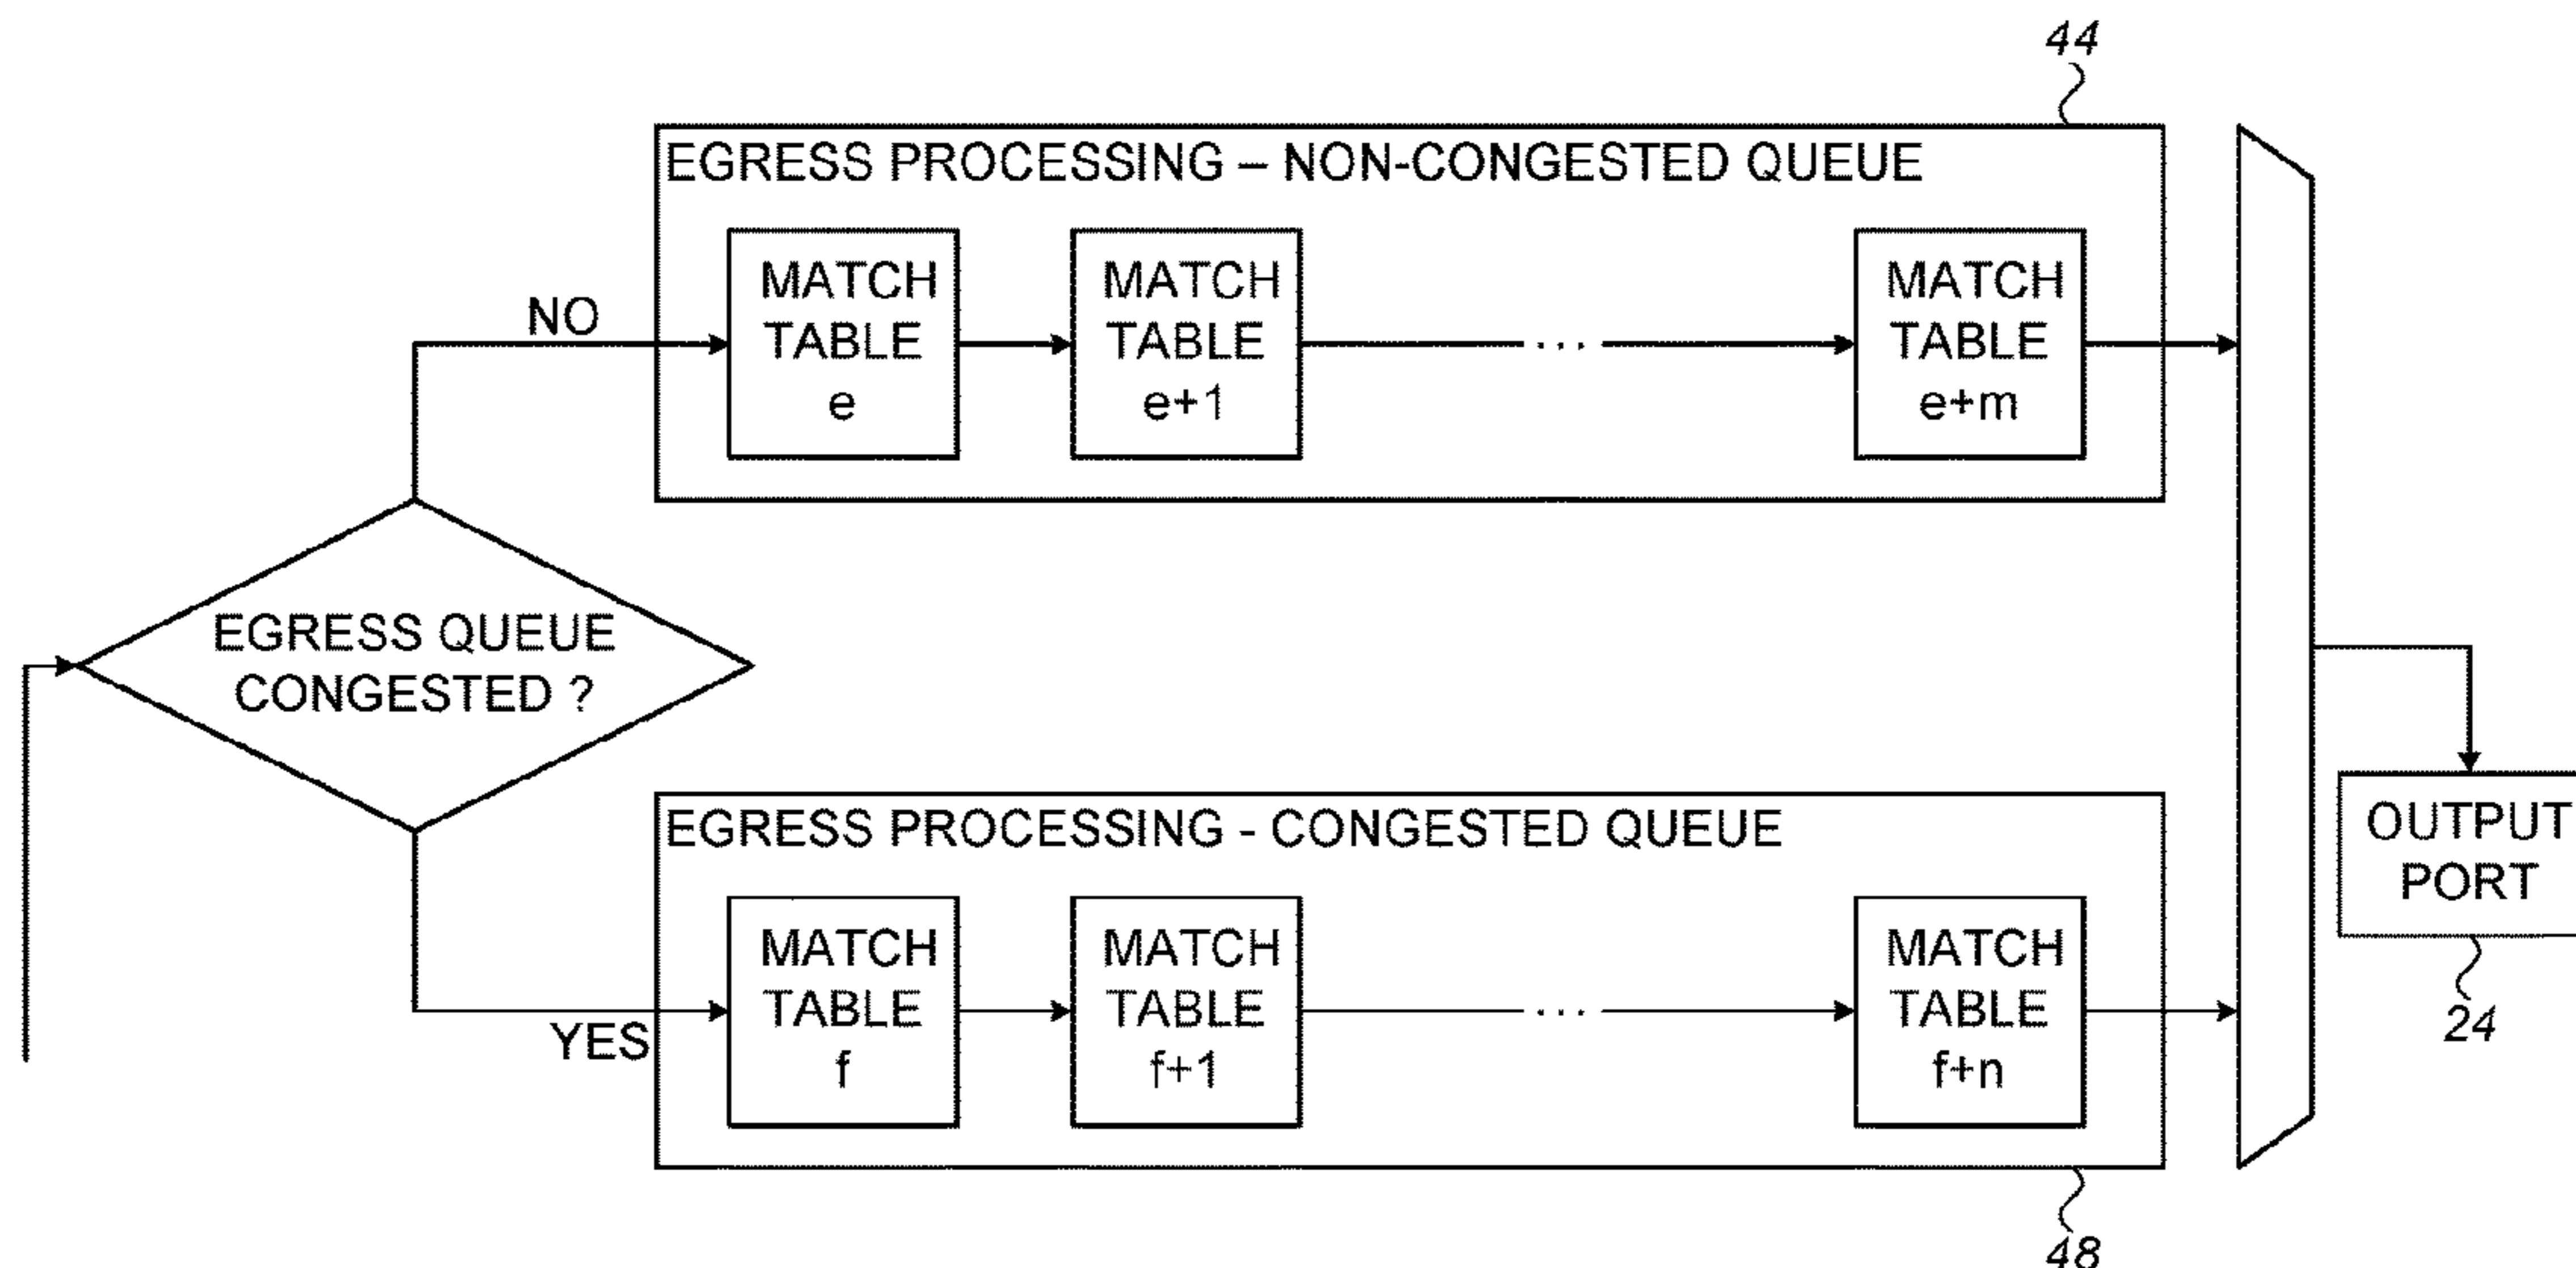 44
EGRESS PROCESSING – NON-CONGESTED QUEUE
MATCH
TABLE
e
MATCH
TABLE
e+1
...
MATCH
TABLE
e+m
NO
EGRESS QUEUE
CONGESTED ?
YES
EGRESS PROCESSING - CONGESTED QUEUE
MATCH
TABLE
f
MATCH
TABLE
f+1
...
MATCH
TABLE
f+n
48
OUTPUT
PORT
24